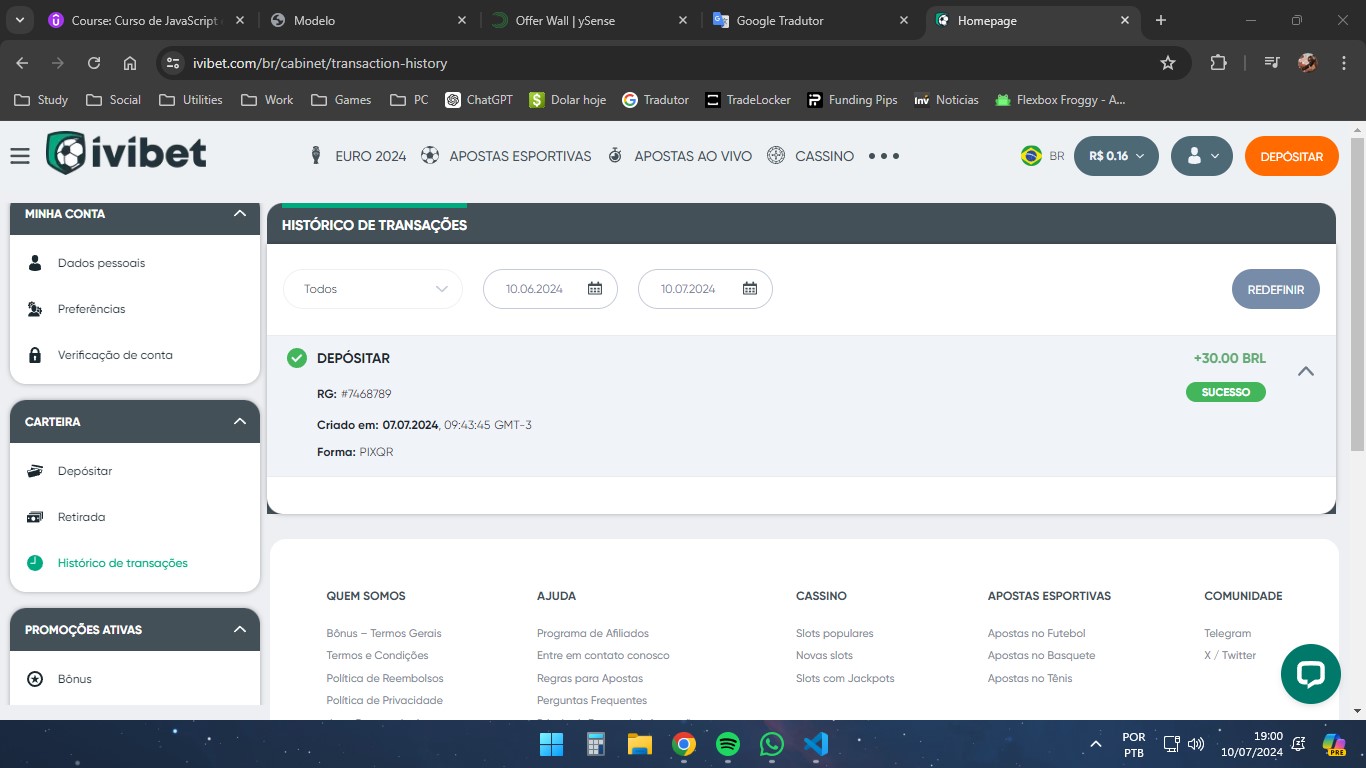 Course: Curso de JavaScript
Modelo
Offer Wall | ySense
Google Tradutor
Homepage
ivibet.com/br/cabinet/transaction-history
Study
Social
Utilities
Work
Games
PC
ChatGPT
Dolar hoje
Tradutor
TradeLocker
Funding Pips
Inv Noticias
Flexbox Froggy - A...
ivibet
EURO 2024
APOSTAS ESPORTIVAS
APOSTAS AO VIVO
CASSINO
BR
R$ 0.16
DEPÓSITAR
MINHA CONTA
Dados pessoais
Preferências
Verificação de conta
CARTEIRA
Depósitar
Retirada
Histórico de transações
PROMOÇÕES ATIVAS
Bônus
HISTÓRICO DE TRANSAÇÕES
Todos
10.06.2024
10.07.2024
REDEFINIR
DEPÓSITAR
+30.00 BRL
RG: #7468789
SUCESSO
Criado em: 07.07.2024, 09:43:45 GMT-3
Forma: PIXQR
QUEM SOMOS
Bônus – Termos Gerais
Termos e Condições
Política de Reembolsos
Política de Privacidade
AJUDA
Programa de Afiliados
Entre em contato conosco
Regras para Apostas
Perguntas Frequentes
CASSINO
Slots populares
Novas slots
Slots com Jackpots
APOSTAS ESPORTIVAS
Apostas no Futebol
Apostas no Basquete
Apostas no Tênis
COMUNIDADE
Telegram
X / Twitter
POR
PTB
19:00
10/07/2024
PRE